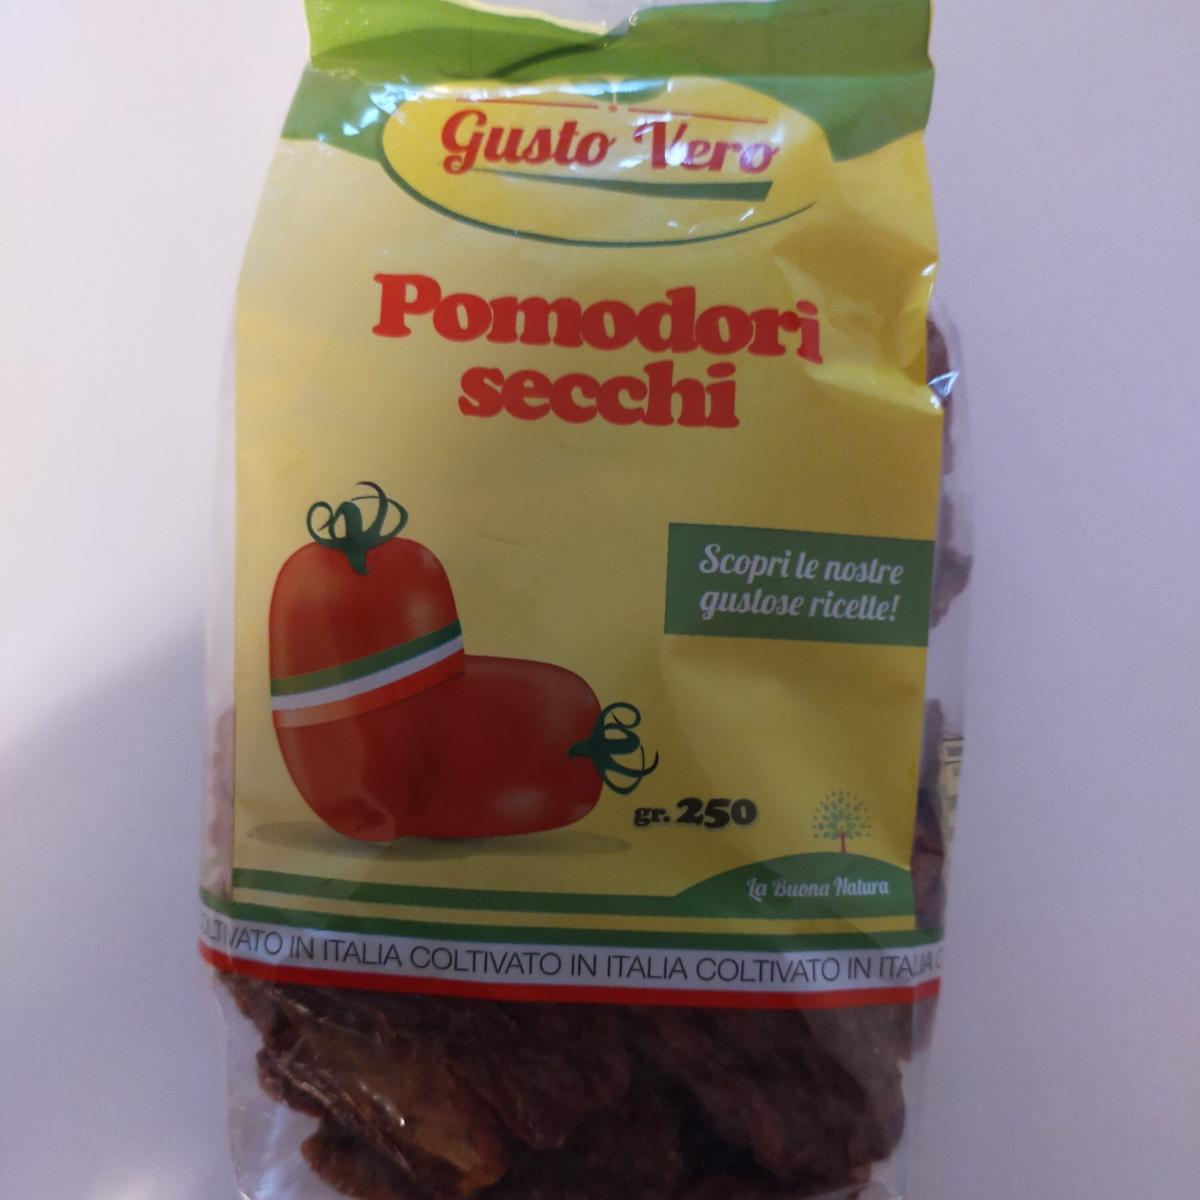 Gusto Vero
Pomodori
secchi
Scopri le nostre
gustose ricette!
gr. 250
La Buona Natura
COLTIVATO IN ITALIA COLTIVATO IN ITALIA COLTIVATO IN ITALIA C